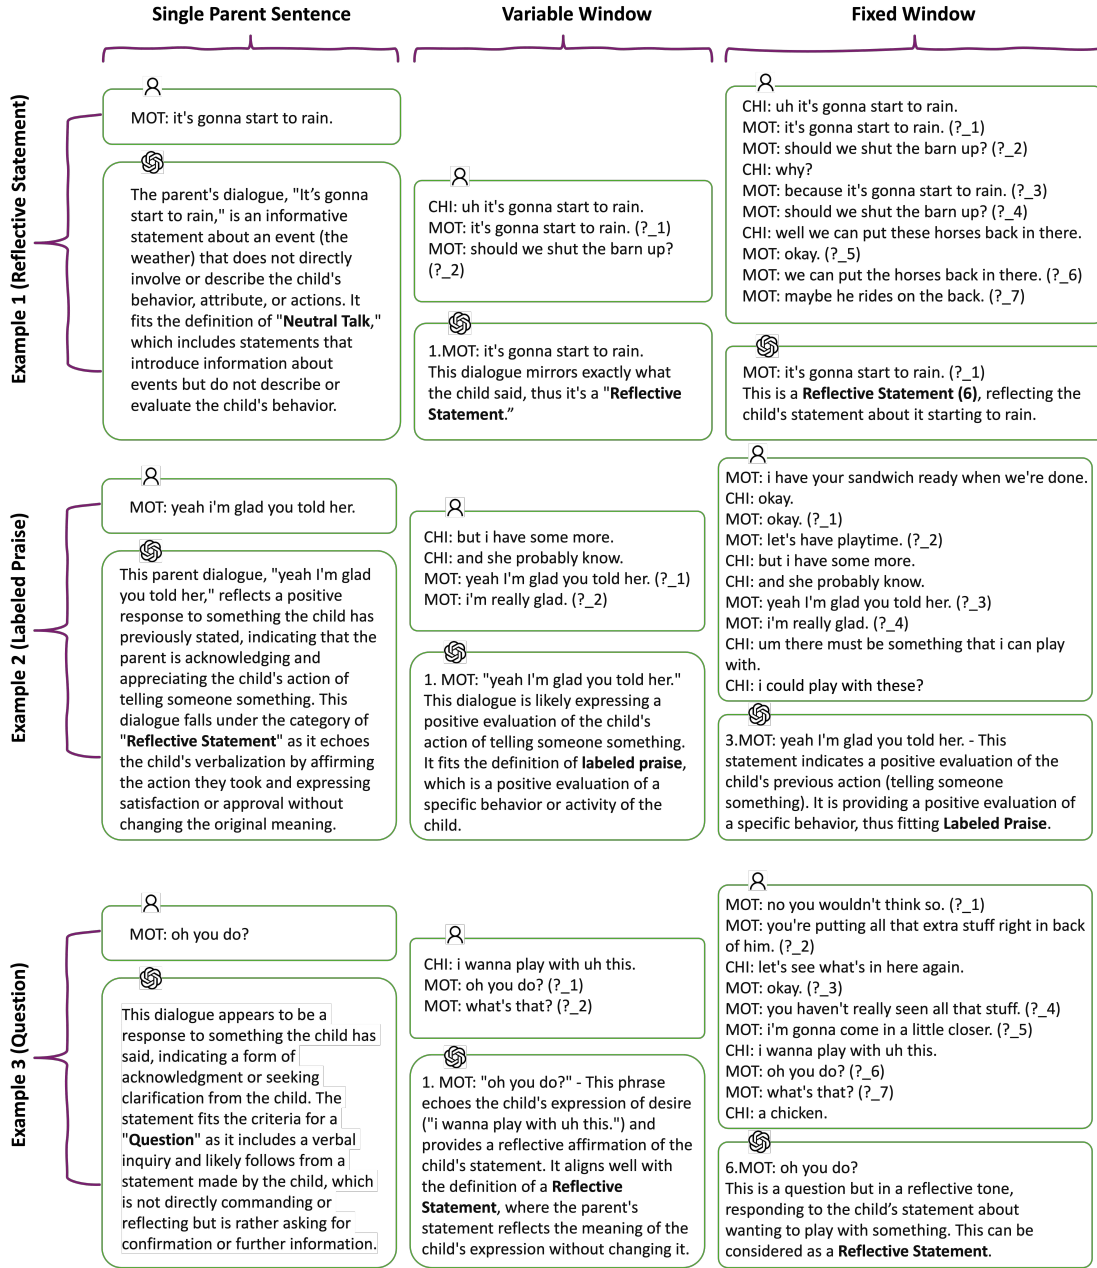 Single Parent Sentence
Variable Window
Fixed Window
Example 1 (Reflective Statement)
MOT: it's gonna start to rain.
The parent's dialogue, "It’s gonna
start to rain," is an informative
statement about an event (the
weather) that does not directly
involve or describe the child's
behavior, attribute, or actions. It
fits the definition of "Neutral Talk,"
which includes statements that
introduce information about
events but do not describe or
evaluate the child's behavior.
CHI: uh it's gonna start to rain.
MOT: it's gonna start to rain. (?_1)
MOT: should we shut the barn up?
(?_2)
1.MOT: it's gonna start to rain.
This dialogue mirrors exactly what
the child said, thus it's a "Reflective
Statement.”
CHI: uh it's gonna start to rain.
MOT: it's gonna start to rain. (?_1)
MOT: should we shut the barn up? (?_2)
CHI: why?
MOT: because it's gonna start to rain. (?_3)
MOT: should we shut the barn up? (?_4)
CHI: well we can put these horses back in there.
MOT: okay. (?_5)
MOT: we can put the horses back in there. (?_6)
MOT: maybe he rides on the back. (?_7)
MOT: it's gonna start to rain. (?_1)
This is a Reflective Statement (6), reflecting the
child's statement about it starting to rain.
Example 2 (Labeled Praise)
MOT: yeah i'm glad you told her.
This parent dialogue, "yeah I'm glad
you told her," reflects a positive
response to something the child has
previously stated, indicating that the
parent is acknowledging and
appreciating the child's action of
telling someone something. This
dialogue falls under the category of
"Reflective Statement" as it echoes
the child's verbalization by affirming
the action they took and expressing
satisfaction or approval without
changing the original meaning.
CHI: but i have some more.
CHI: and she probably know.
MOT: yeah I'm glad you told her. (?_1)
MOT: i'm really glad. (?_2)
1. MOT: "yeah I'm glad you told her."
This dialogue is likely expressing a
positive evaluation of the child's
action of telling someone something.
It fits the definition of labeled praise,
which is a positive evaluation of a
specific behavior or activity of the
child.
MOT: i have your sandwich ready when we're done.
CHI: okay.
MOT: okay. (?_1)
MOT: let's have playtime. (?_2)
CHI: but i have some more.
CHI: and she probably know.
MOT: yeah I'm glad you told her. (?_3)
MOT: i'm really glad. (?_4)
CHI: um there must be something that i can play
with.
CHI: i could play with these?
3.MOT: yeah I'm glad you told her. - This
statement indicates a positive evaluation of the
child's previous action (telling someone
something). It is providing a positive evaluation of
a specific behavior, thus fitting Labeled Praise.
Example 3 (Question)
MOT: oh you do?
This dialogue appears to be a
response to something the child has
said, indicating a form of
acknowledgment or seeking
clarification from the child. The
statement fits the criteria for a
"Question" as it includes a verbal
inquiry and likely follows from a
statement made by the child, which
is not directly commanding or
reflecting but is rather asking for
confirmation or further information.
CHI: i wanna play with uh this.
MOT: oh you do? (?_1)
MOT: what's that? (?_2)
1. MOT: "oh you do?" - This phrase
echoes the child's expression of desire
("i wanna play with uh this.") and
provides a reflective affirmation of the
child's statement. It aligns well with
the definition of a Reflective
Statement, where the parent's
statement reflects the meaning of the
child's expression without changing it.
MOT: no you wouldn't think so. (?_1)
MOT: you're putting all that extra stuff right in back
of him. (?_2)
CHI: let's see what's in here again.
MOT: okay. (?_3)
MOT: you haven't really seen all that stuff. (?_4)
MOT: i'm gonna come in a little closer. (?_5)
CHI: i wanna play with uh this.
MOT: oh you do? (?_6)
MOT: what's that? (?_7)
CHI: a chicken.
6.MOT: oh you do?
This is a question but in a reflective tone,
responding to the child’s statement about
wanting to play with something. This can be
considered as a Reflective Statement.